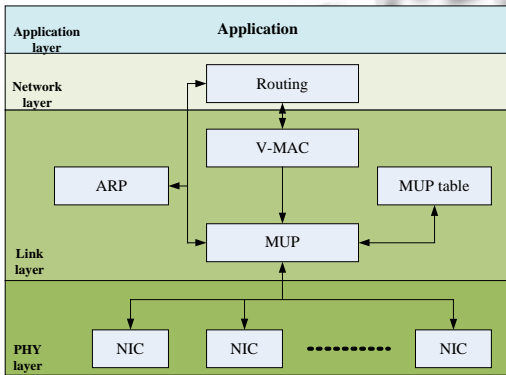 Application
layer
Application
Network
layer
Routing
V-MAC
ARP
MUP table
MUP
Link
layer
PHY
layer
NIC
NIC
NIC